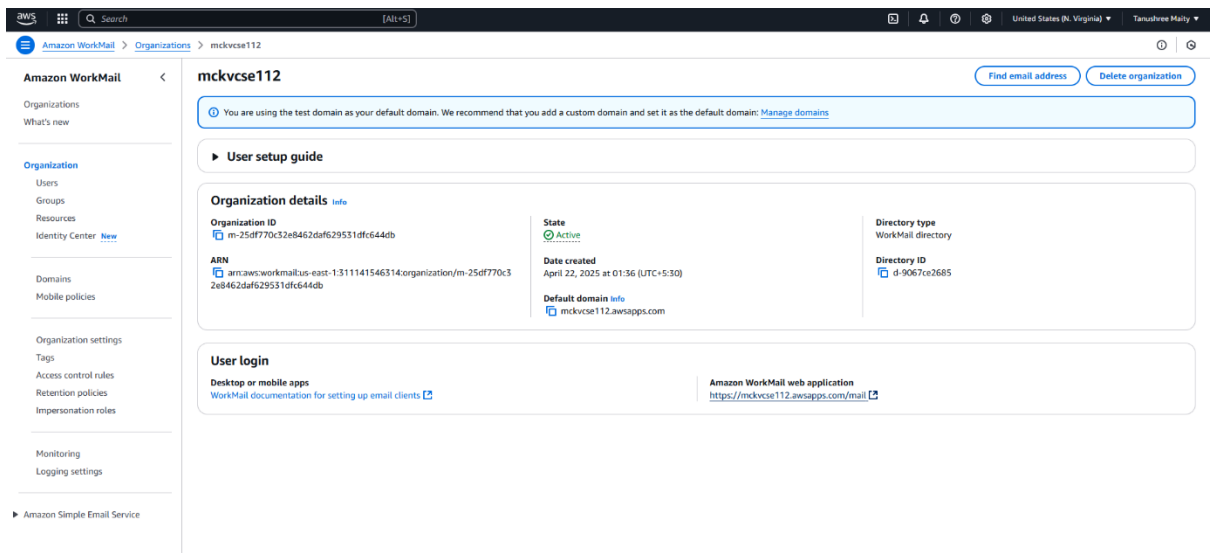 aws Search [Alt+S] United States (N. Virginia) ▼ Tanushree Maity ▼
Amazon WorkMail > Organizations > mckvcse112
Amazon WorkMail
Organizations
What's new
Organization
Users
Groups
Resources
Identity Center New
Domains
Mobile policies
Organization settings
Tags
Access control rules
Retention policies
Impersonation roles
Monitoring
Logging settings
Amazon Simple Email Service
mckvcse112
Find email address
Delete organization
You are using the test domain as your default domain. We recommend that you add a custom domain and set it as the default domain: Manage domains
User setup guide
Organization details Info
Organization ID
m-25df770c32e8462daf629531dfc644db
ARN
arn:aws:workmail:us-east-1:311141546314:organization/m-25df770c3
2e8462daf629531dfc644db
State
Active
Date created
April 22, 2025 at 01:36 (UTC+5:30)
Default domain Info
mckvcse112.awsapps.com
Directory type
WorkMail directory
Directory ID
d-9067ce2685
User login
Desktop or mobile apps
WorkMail documentation for setting up email clients
Amazon WorkMail web application
https://mckvcse112.awsapps.com/mail